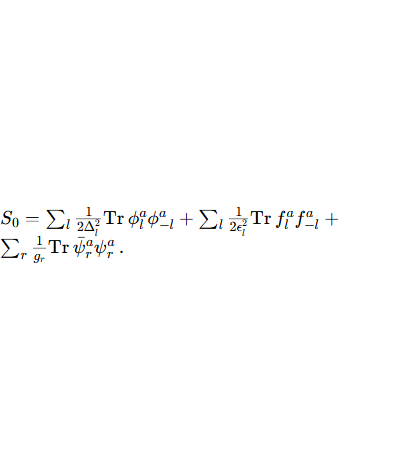 $S_0 = \sum_l \frac{1}{2\Delta_l^2} \mathrm{Tr}\, \phi_l^a \phi_{-l}^a + \sum_l \frac{1}{2\epsilon_l^2} \mathrm{Tr}\, f_l^a f_{-l}^a +$
$\sum_r \frac{1}{g_r} \mathrm{Tr}\, \bar{\psi}_r^a \psi_r^a \,.$